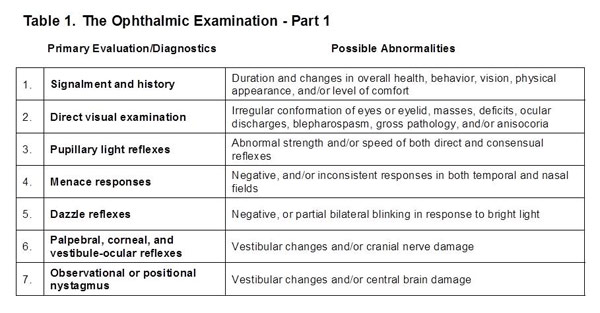 Table 1. The Ophthalmic Examination - Part 1
Primary Evaluation/Diagnostics Possible Abnormalities
1. Signalment and history Duration and changes in overall health, behavior, vision, physical
appearance, and/or level of comfort
2. Direct visual examination Irregular conformation of eyes or eyelid, masses, deficits, ocular
discharges, blepharospasm, gross pathology, and/or anisocoria
3. Pupillary light reflexes Abnormal strength and/or speed of both direct and consensual
reflexes
4. Menace responses Negative, and/or inconsistent responses in both temporal and nasal
fields
5. Dazzle reflexes Negative, or partial bilateral blinking in response to bright light
6. Palpebral, corneal, and
vestibule-ocular reflexes Vestibular changes and/or cranial nerve damage
7. Observational or positional
nystagmus Vestibular changes and/or central brain damage